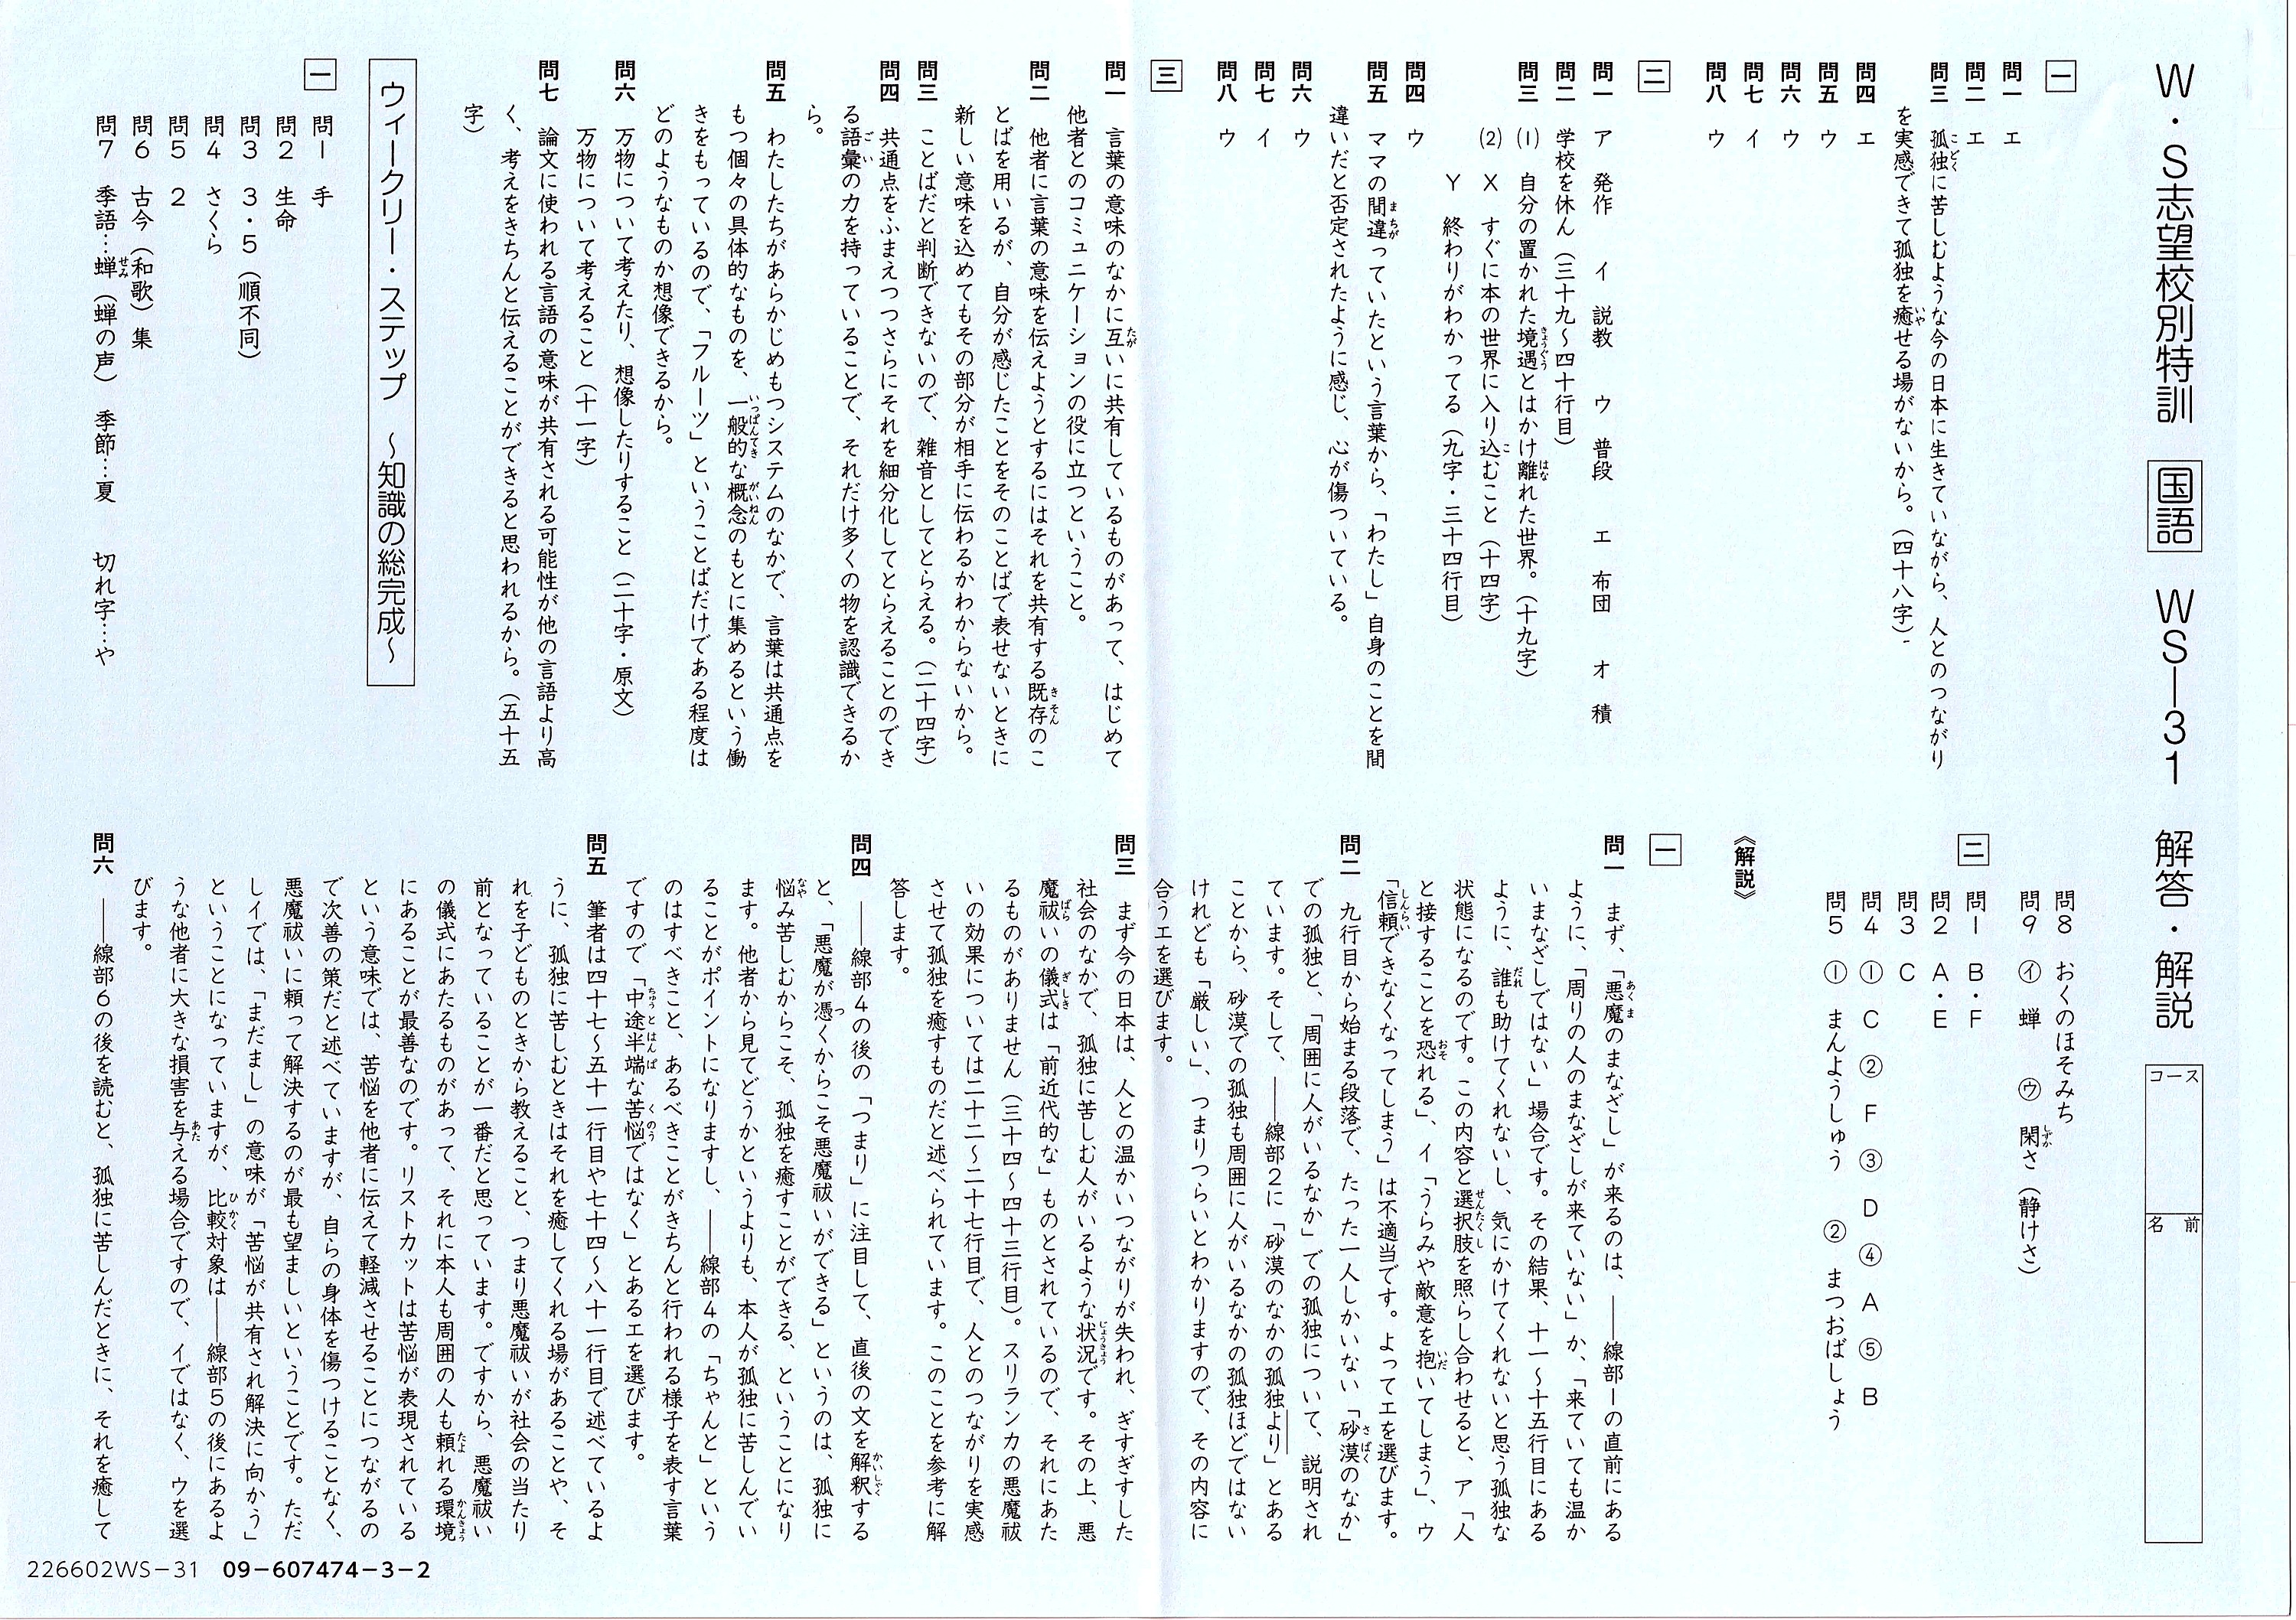 W・S志望校別特訓 国語 WS―31 解答・解説
コース
名 前
一
問一 エ
問二 エ
問三 孤独に苦しむような今の日本に生きていながら、人とのつながり
を実感できて孤独を癒せる場がないから。(四十八字)
問四 エ
問五 ウ
問六 ウ
問七 イ
問八 ウ
二
問一 ア 発作 イ 説教 ウ 普段 エ 布団 オ 積
問二 学校を休ん(三十九～四十行目)
問三 (1) 自分の置かれた境遇とはかけ離れた世界。(十九字)
(2) X すぐに本の世界に入り込むこと(十四字)
Y 終わりがわかってる(九字・三十四行目)
問四 ウ
問五 ママの間違っていたという言葉から、「わたし」自身のことを間
違いだと否定されたように感じ、心が傷ついている。
問六 ウ
問七 イ
問八 ウ
三
問一 言葉の意味のなかに互いに共有しているものがあって、はじめて
他者とのコミュニケーションの役に立つということ。
問二 他者に言葉の意味を伝えようとするにはそれを共有する既存のこ
とばを用いるが、自分が感じたことをそのことばで表せないときに
新しい意味を込めてもその部分が相手に伝わるかわからないから。
問三 ことばだと判断できないので、雑音としてとらえる。(二十四字)
問四 共通点をふまえつつさらにそれを細分化してとらえることのでき
る語彙の力を持っていることで、それだけ多くの物を認識できるか
ら。
問五 わたしたちがあらかじめもつシステムのなかで、言葉は共通点を
もつ個々の具体的なものを、一般的な概念のもとに集めるという働
きをもっているので、「フルーツ」ということばだけである程度は
どのようなものか想像できるから。
問六 万物について考えたり、想像したりすること(二十字・原文)
万物について考えること(十一字)
問七 論文に使われる言語の意味が共有される可能性が他の言語より高
く、考えをきちんと伝えることができると思われるから。(五十五
字)
ウィークリー・ステップ ～知識の総完成～
一
問1 手
問2 生命
問3 3・5(順不同)
問4 さくら
問5 2
問6 古今(和歌)集
問7 季語…蝉(蝉の声) 季節…夏 切れ字…や
問8 おくのほそみち
問9 ㋑ 蝉 ㋒ 閑さ(静けさ)
二
問1 B・F
問2 A・E
問3 C
問4 ① C ② F ③ D ④ A ⑤ B
問5 ① まんようしゅう ② まつおばしょう
《解説》
一
問一 まず、「悪魔のまなざし」が来るのは、――線部1の直前にある
ように、「周りの人のまなざしが来ていない」か、「来ていても温か
いまなざしではない」場合です。その結果、十一～十五行目にある
ように、誰も助けてくれないし、気にかけてくれないと思う孤独な
状態になるのです。この内容と選択肢を照らし合わせると、ア「人
と接することを恐れる」、イ「うらみや敵意を抱いてしまう」、ウ
「信頼できなくなってしまう」は不適当です。よってエを選びます。
問二 九行目から始まる段落で、たった一人しかいない「砂漠のなか」
での孤独と、「周囲に人がいるなか」での孤独について、説明され
ています。そして、――線部2に「砂漠のなかの孤独より」とある
ことから、砂漠での孤独も周囲に人がいるなかの孤独ほどではない
けれども「厳しい」、つまりつらいとわかりますので、その内容に
合うエを選びます。
問三 まず今の日本は、人との温かいつながりが失われ、ぎすぎすした
社会のなかで、孤独に苦しむ人がいるような状況です。その上、悪
魔祓いの儀式は「前近代的な」ものとされているので、それにあた
るものがありません(三十四～四十三行目)。スリランカの悪魔祓
いの効果については二十二～二十七行目で、人とのつながりを実感
させて孤独を癒すものだと述べられています。このことを参考に解
答します。
問四 ――線部4の後の「つまり」に注目して、直後の文を解釈する
と、「悪魔が憑くからこそ悪魔祓いができる」というのは、孤独に
悩み苦しむからこそ、孤独を癒すことができる、ということになり
ます。他者から見てどうかというよりも、本人が孤独に苦しんでい
ることがポイントになりますし、――線部4の「ちゃんと」という
のはすべきこと、あるべきことがきちんと行われる様子を表す言葉
ですので「中途半端な苦悩ではなく」とあるエを選びます。
問五 筆者は四十七～五十一行目や七十四～八十一行目で述べているよ
うに、孤独に苦しむときはそれを癒してくれる場があることや、そ
れを子どものときから教えること、つまり悪魔祓いが社会の当たり
前となっていることが一番だと思っています。ですから、悪魔祓い
の儀式にあたるものがあって、それに本人も周囲の人も頼れる環境
にあることが最善なのです。リストカットは苦悩が表現されている
という意味では、苦悩を他者に伝えて軽減させることにつながるの
で次善の策だと述べていますが、自らの身体を傷つけることなく、
悪魔祓いに頼って解決するのが最も望ましいということです。ただ
しイでは、「まだまし」の意味が「苦悩が共有され解決に向かう」
ということになっていますが、比較対象は――線部5の後にあるよ
うな他者に大きな損害を与える場合ですので、イではなく、ウを選
びます。
問六 ――線部6の後を読むと、孤独に苦しんだときに、それを癒して
226602WS－31 09－607474－3－2